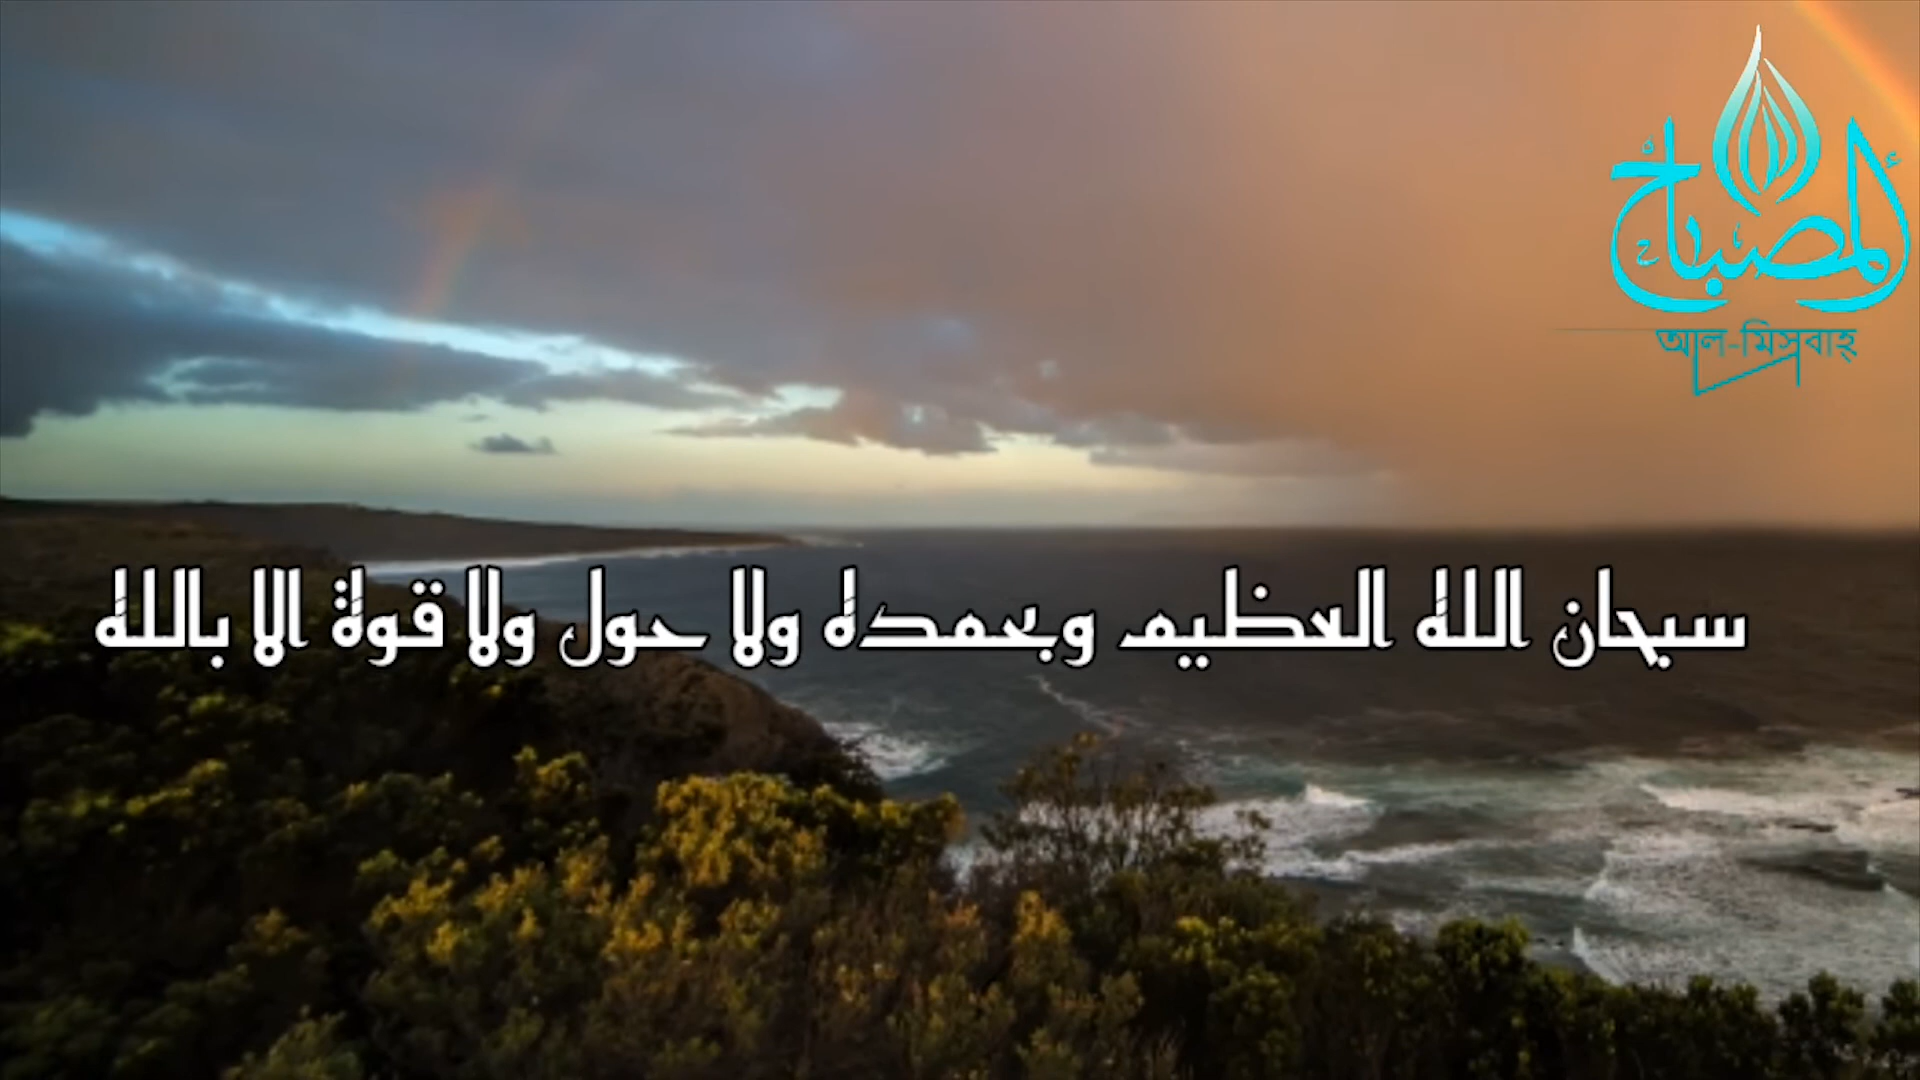 المصباح
আল-মিসবাহ্
سبحان الله العظيم وبحمده ولا حول ولا قوة الا بالله